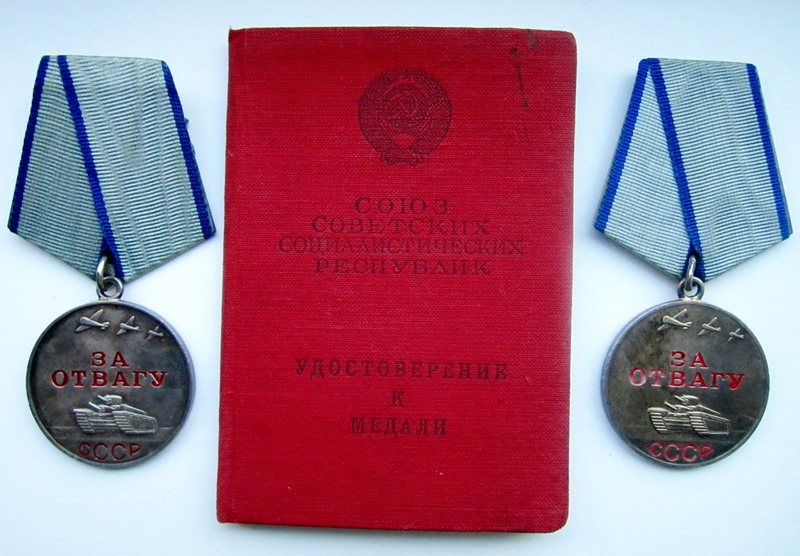 ЗА
ОТВАГУ
СССР
СОЮЗ
СОВЕТСКИХ
СОЦИАЛИСТИЧЕСКИХ
РЕСПУБЛИК
УДОСТОВЕРЕНИЕ
К
МЕДАЛИ
ЗА
ОТВАГУ
СССР